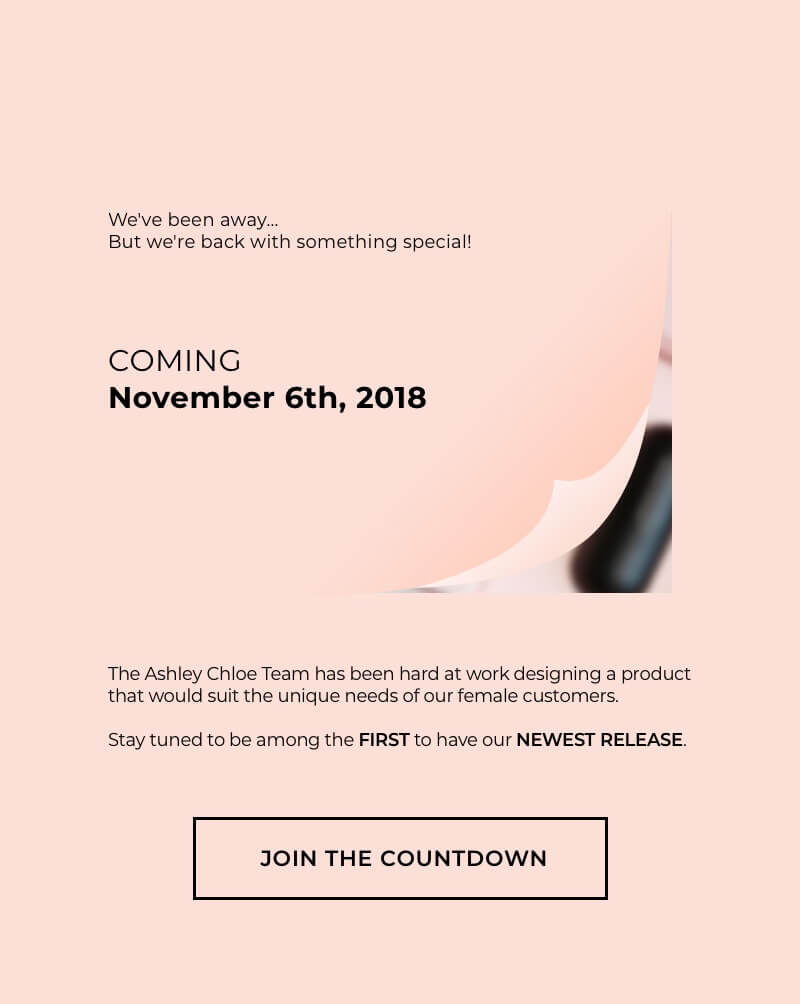 We've been away...
But we're back with something special!
COMING
November 6th, 2018
The Ashley Chloe Team has been hard at work designing a product
that would suit the unique needs of our female customers.
Stay tuned to be among the FIRST to have our NEWEST RELEASE.
JOIN THE COUNTDOWN